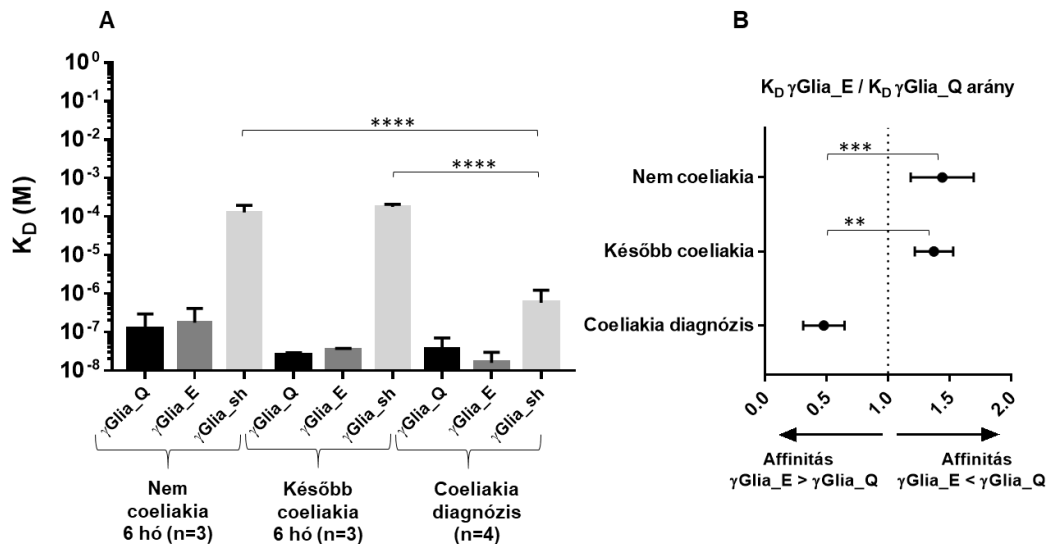 A
K_D (M)
10⁰
10⁻¹
10⁻²
10⁻³
10⁻⁴
10⁻⁵
10⁻⁶
10⁻⁷
10⁻⁸
****
****
γGlia_Q
γGlia_E
γGlia_sh
γGlia_Q
γGlia_E
γGlia_sh
γGlia_Q
γGlia_E
γGlia_sh
Nem
coeliakia
6 hó (n=3)
Később
coeliakia
6 hó (n=3)
Coeliakia
diagnózis
(n=4)
B
K_D γGlia_E / K_D γGlia_Q arány
***
Nem coeliakia
**
Később coeliakia
Coeliakia diagnózis
0.0
0.5
1.0
1.5
2.0
Affinitás
γGlia_E > γGlia_Q
Affinitás
γGlia_E < γGlia_Q